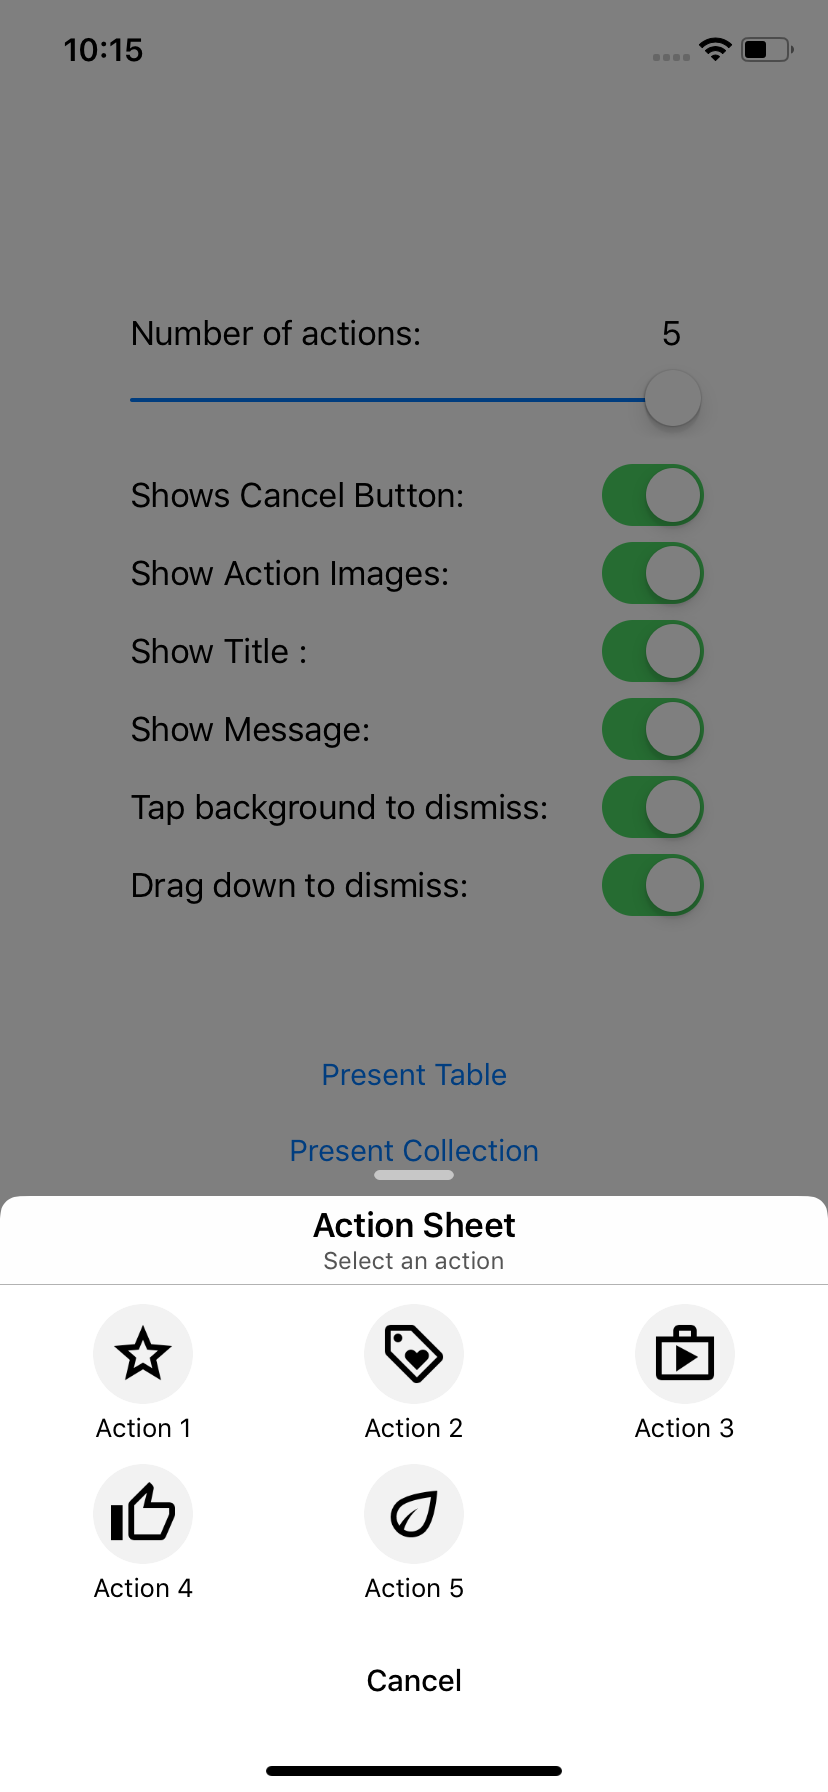 10:15
Number of actions: 5
Shows Cancel Button:
Show Action Images:
Show Title :
Show Message:
Tap background to dismiss:
Drag down to dismiss:
Present Table
Present Collection
Action Sheet
Select an action
Action 1 Action 2 Action 3
Action 4 Action 5
Cancel